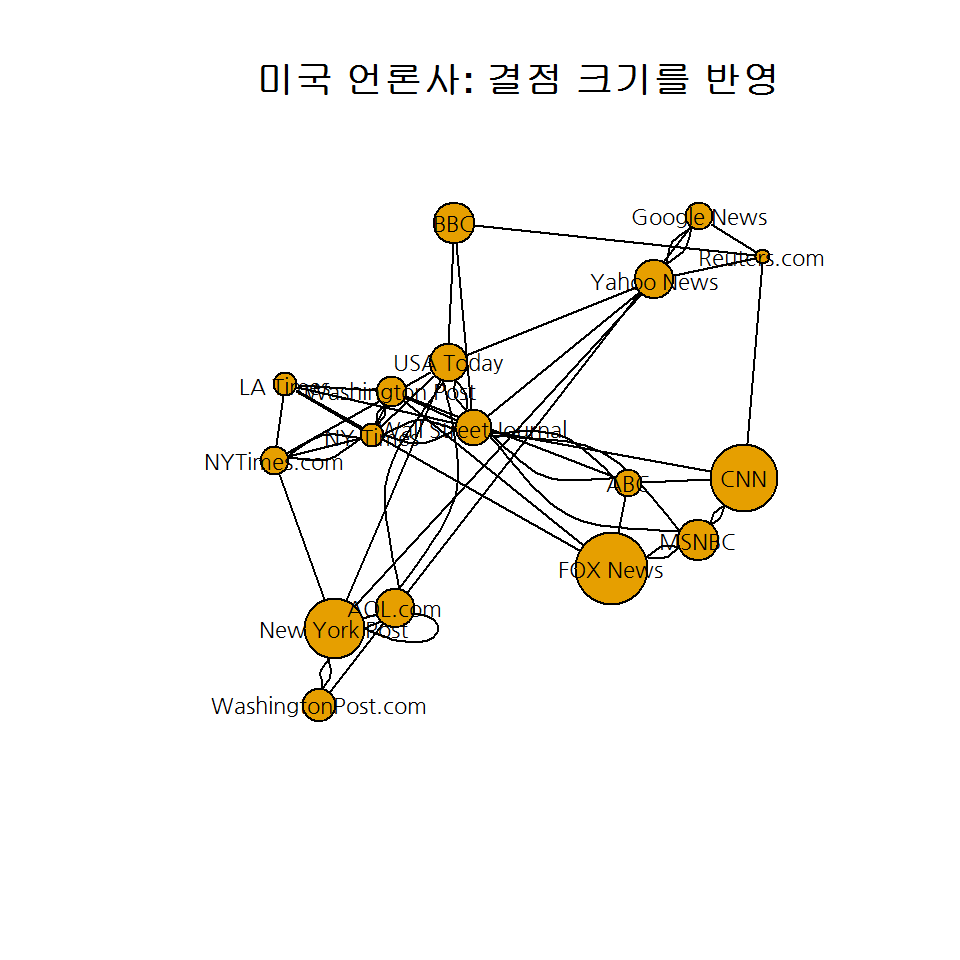 미국 언론사: 결점 크기를 반영
BBC
Google News
Reuters.com
Yahoo News
USA Today
LA Times
Washington Post
NY Times
Wall Street Journal
NYTimes.com
ABC
CNN
MSNBC
FOX News
AOL.com
New York Post
WashingtonPost.com